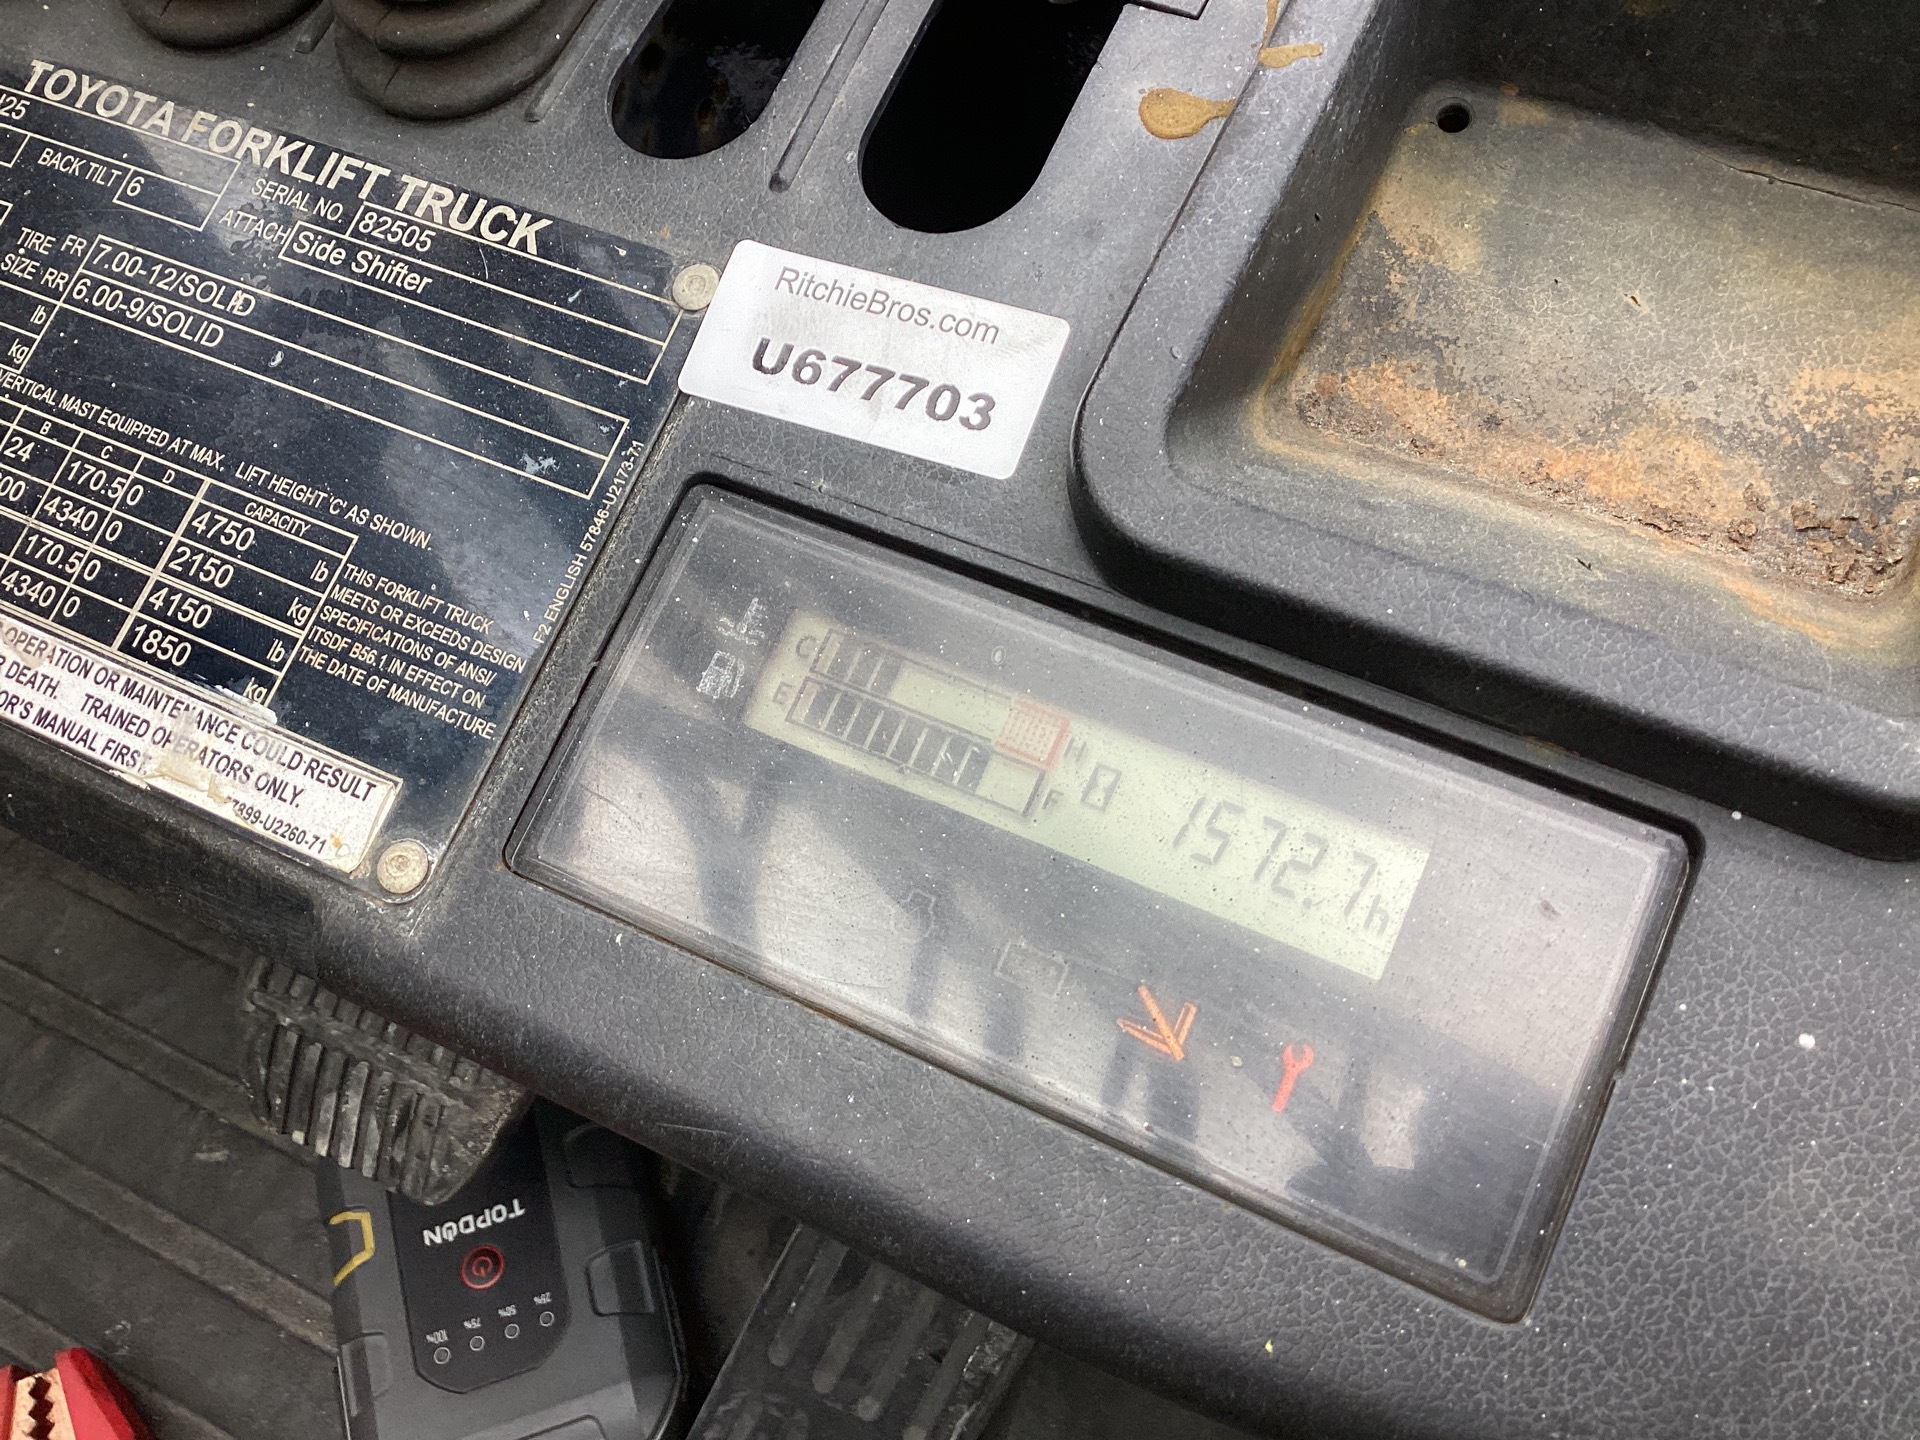 TOYOTA FORKLIFT TRUCK
25
BACK TILT 6
SERIAL NO. 82505
ATTACH Side Shifter
TIRE SIZE
FR 7.00-12/SOLID
RR 6.00-9/SOLID
lb
kg
VERTICAL MAST EQUIPPED AT MAX. LIFT HEIGHT 'C' AS SHOWN.
B C D CAPACITY
24 170.5 0 4750 lb
00 4340 0 2150 kg
170.5 0 4150 lb
4340 0 1850 kg
THIS FORKLIFT TRUCK
MEETS OR EXCEEDS DESIGN
SPECIFICATIONS OF ANSI/
ITSDF B56.1 IN EFFECT ON
THE DATE OF MANUFACTURE.
F2 ENGLISH 57846-U2173-71
OPERATION OR MAINTENANCE COULD RESULT
R DEATH. TRAINED OPERATORS ONLY.
OR'S MANUAL FIRST.
7899-U2260-71
RitchieBros.com
U677703
C H
E F
1572.7h
TOPDON
100% 75% 50% 25%